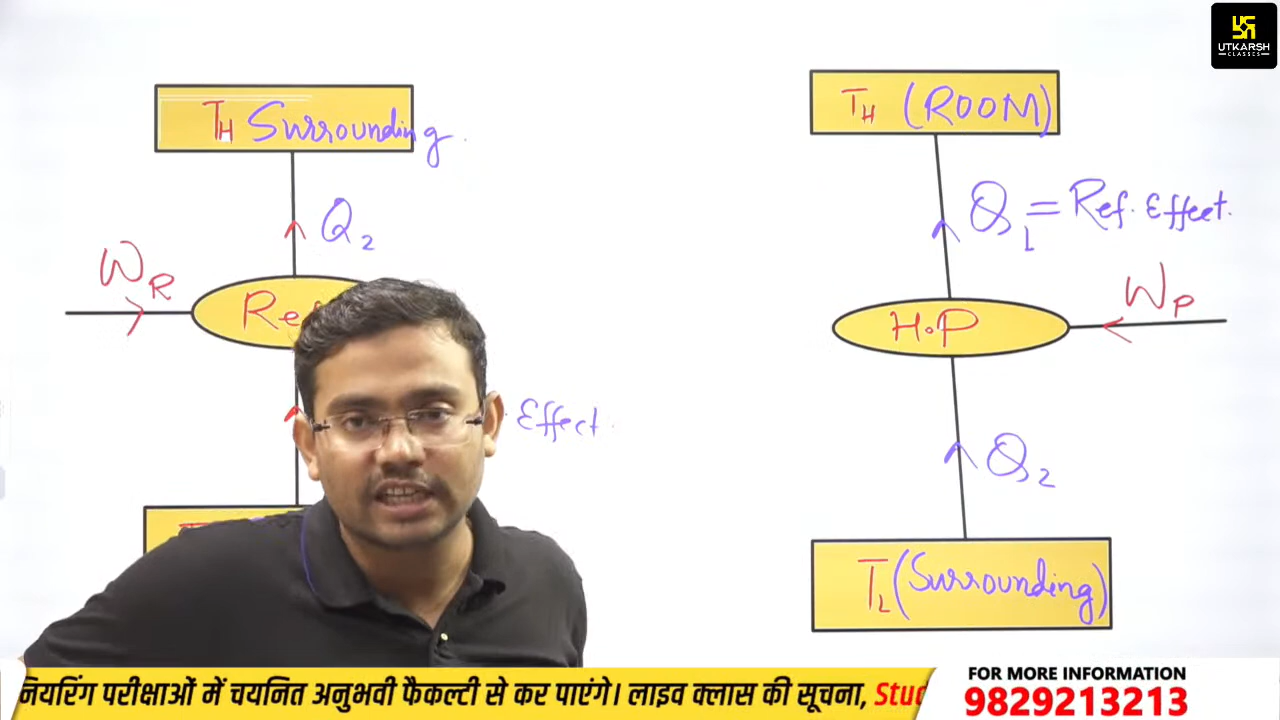 UTKARSH
CLASSES
TH Surrounding
Q2
WR
Effect.
TH (ROOM)
Q1 = Ref. Effect.
WP
H.P
Q2
TL (Surrounding)
नियरिंग परीक्षाओं में चयनित अनुभवी फैकल्टी से कर पाएंगे। लाइव क्लास की सूचना, Stud
FOR MORE INFORMATION
9829213213